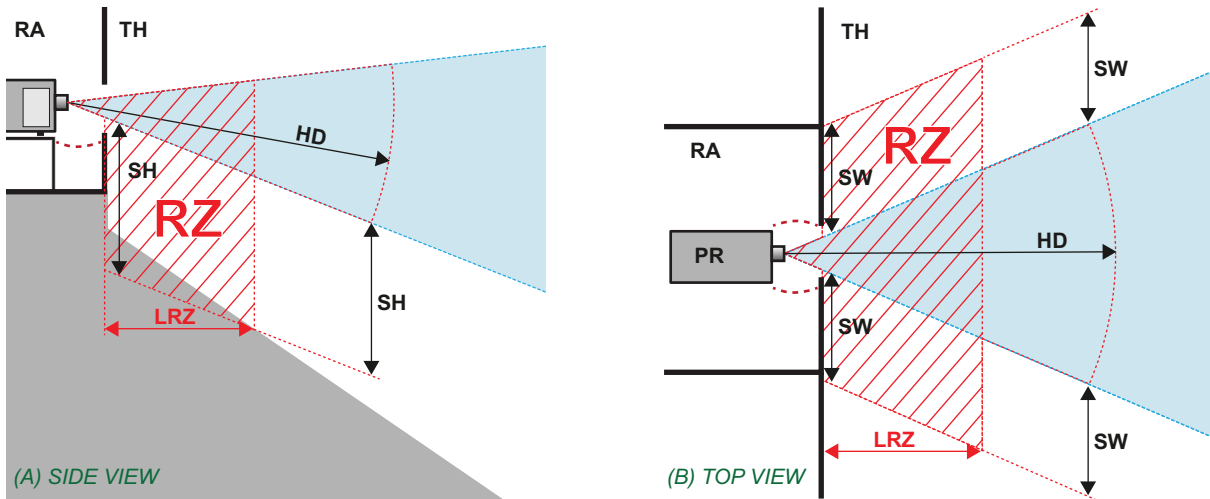 RA
TH
HD
SH
RZ
SH
LRZ
(A) SIDE VIEW
TH
SW
RA
RZ
SW
PR
HD
SW
LRZ
SW
(B) TOP VIEW